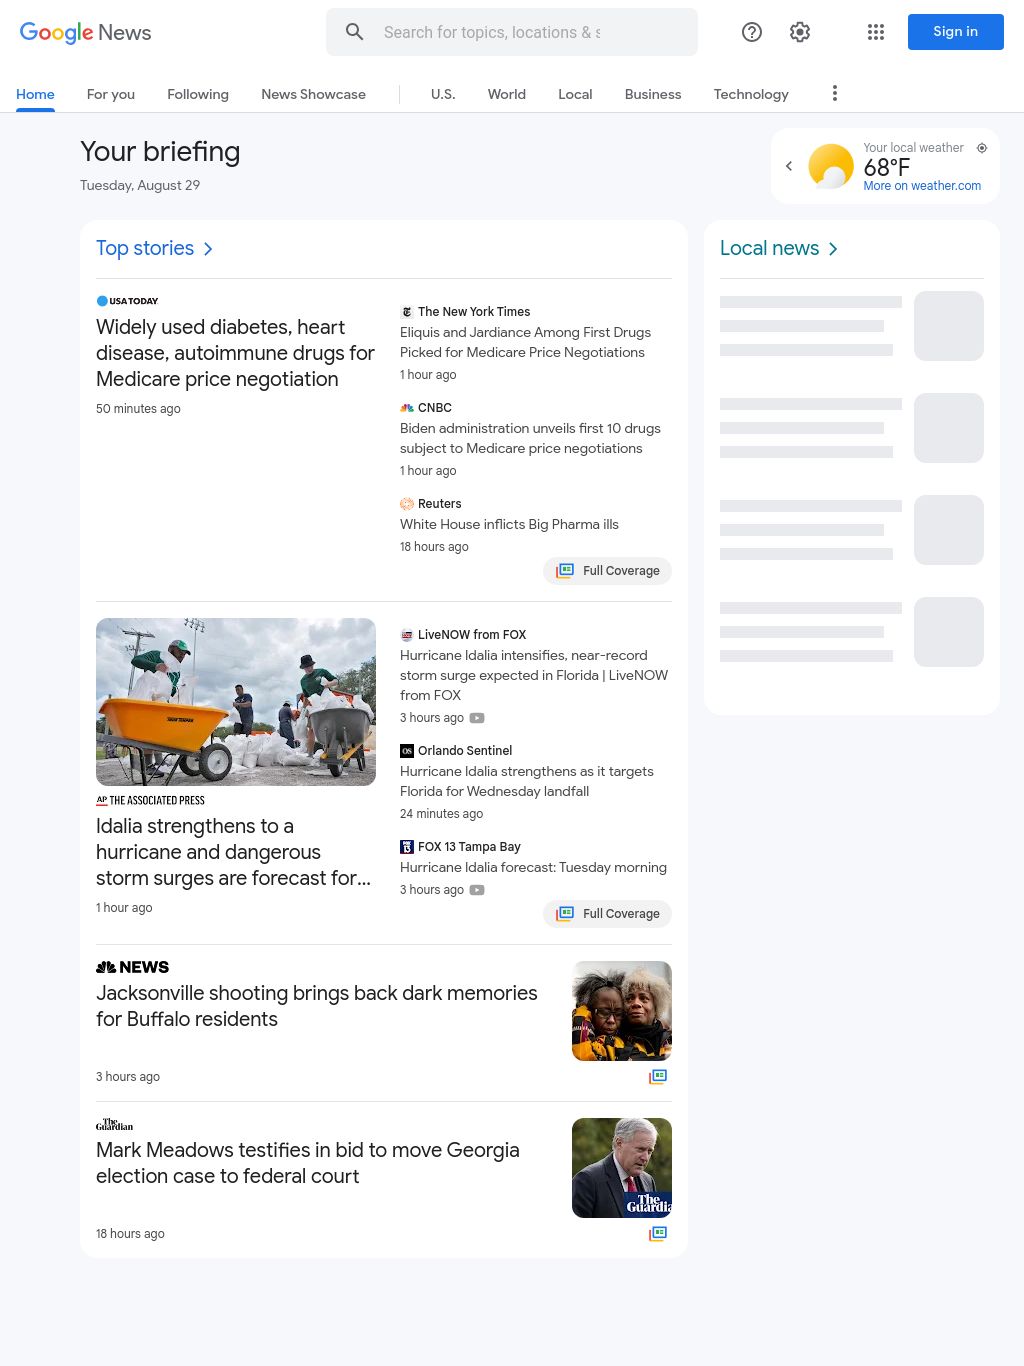 Google News
Search for topics, locations & s
Sign in
Home
For you
Following
News Showcase
U.S.
World
Local
Business
Technology
Your briefing
Tuesday, August 29
Your local weather
68°F
More on weather.com
Top stories
USA TODAY
Widely used diabetes, heart
disease, autoimmune drugs for
Medicare price negotiation
50 minutes ago
The New York Times
Eliquis and Jardiance Among First Drugs
Picked for Medicare Price Negotiations
1 hour ago
CNBC
Biden administration unveils first 10 drugs
subject to Medicare price negotiations
1 hour ago
Reuters
White House inflicts Big Pharma ills
18 hours ago
Full Coverage
AP THE ASSOCIATED PRESS
Idalia strengthens to a
hurricane and dangerous
storm surges are forecast for...
1 hour ago
LiveNOW from FOX
Hurricane Idalia intensifies, near-record
storm surge expected in Florida | LiveNOW
from FOX
3 hours ago
OS
Orlando Sentinel
Hurricane Idalia strengthens as it targets
Florida for Wednesday landfall
24 minutes ago
FOX 13
FOX 13 Tampa Bay
Hurricane Idalia forecast: Tuesday morning
3 hours ago
Full Coverage
NEWS
Jacksonville shooting brings back dark memories
for Buffalo residents
3 hours ago
The
Guardian
Mark Meadows testifies in bid to move Georgia
election case to federal court
The
Guardia
18 hours ago
Local news